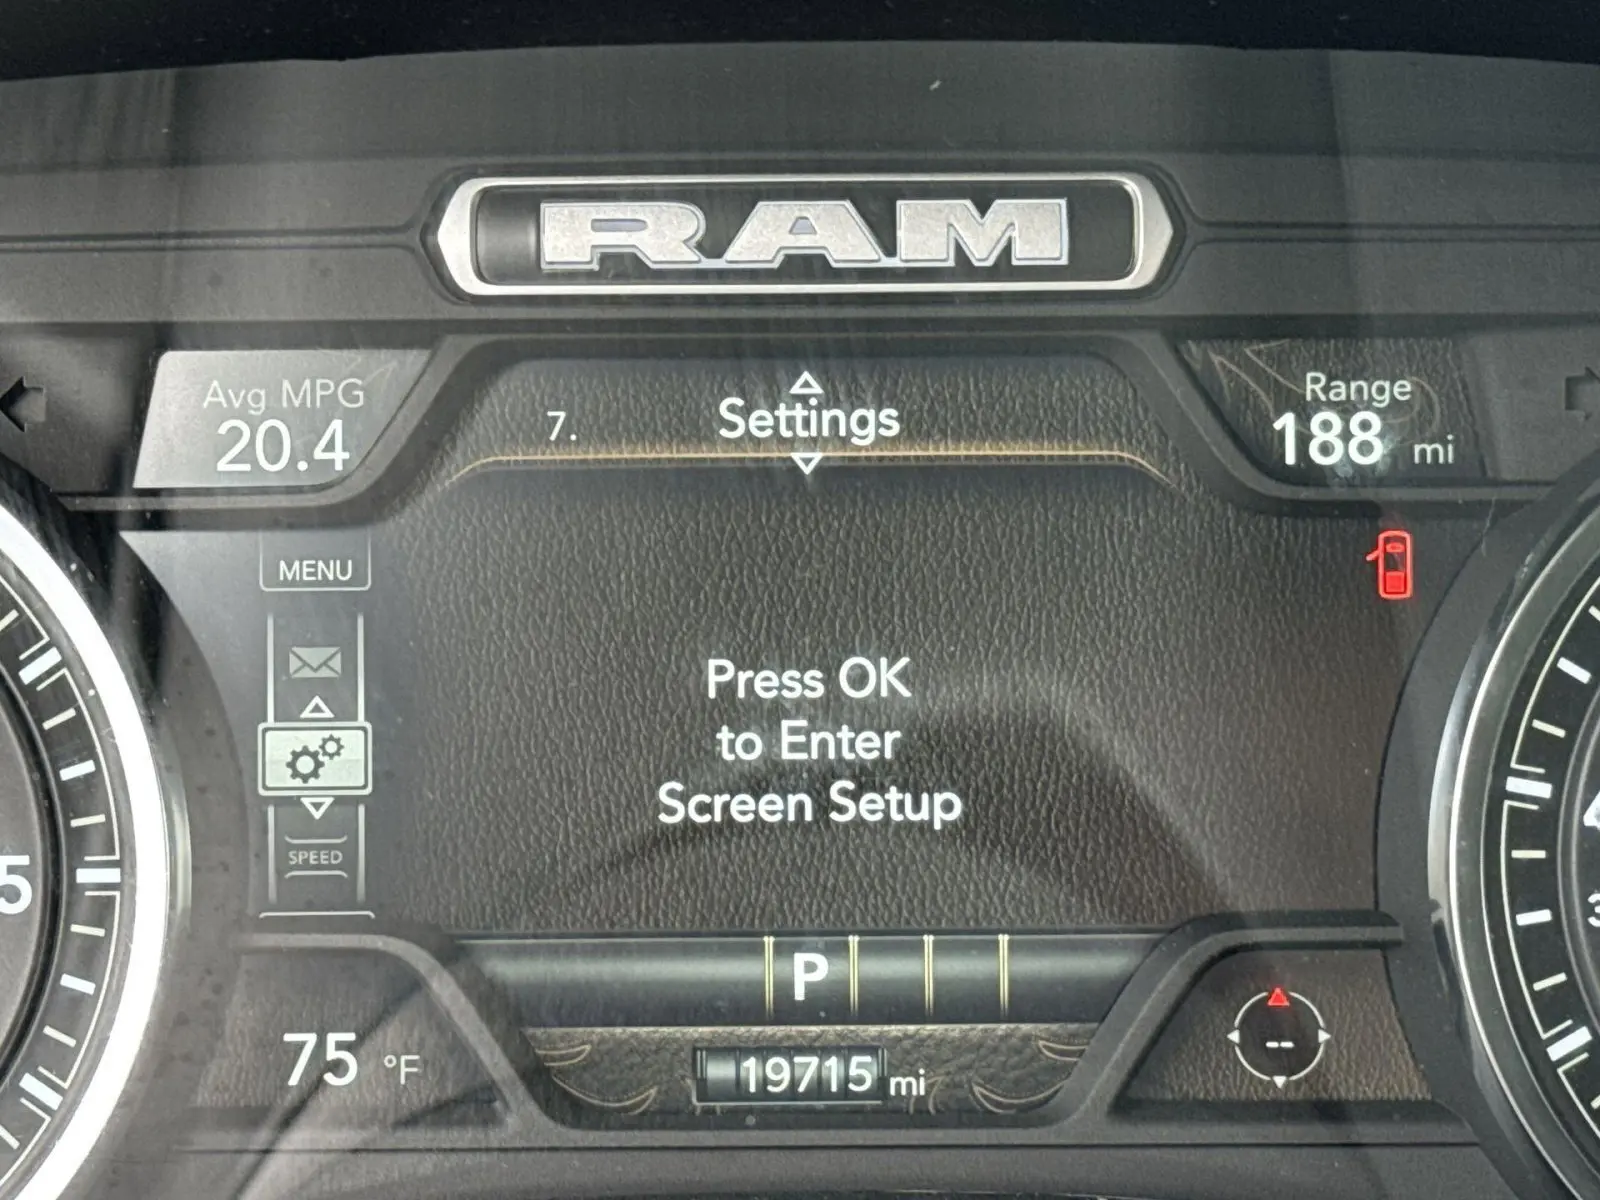 RAM
Avg MPG
20.4
7.
Settings
Range
188 mi
MENU
Press OK
to Enter
Screen Setup
SPEED
5
P
75 °F
19715 mi
--